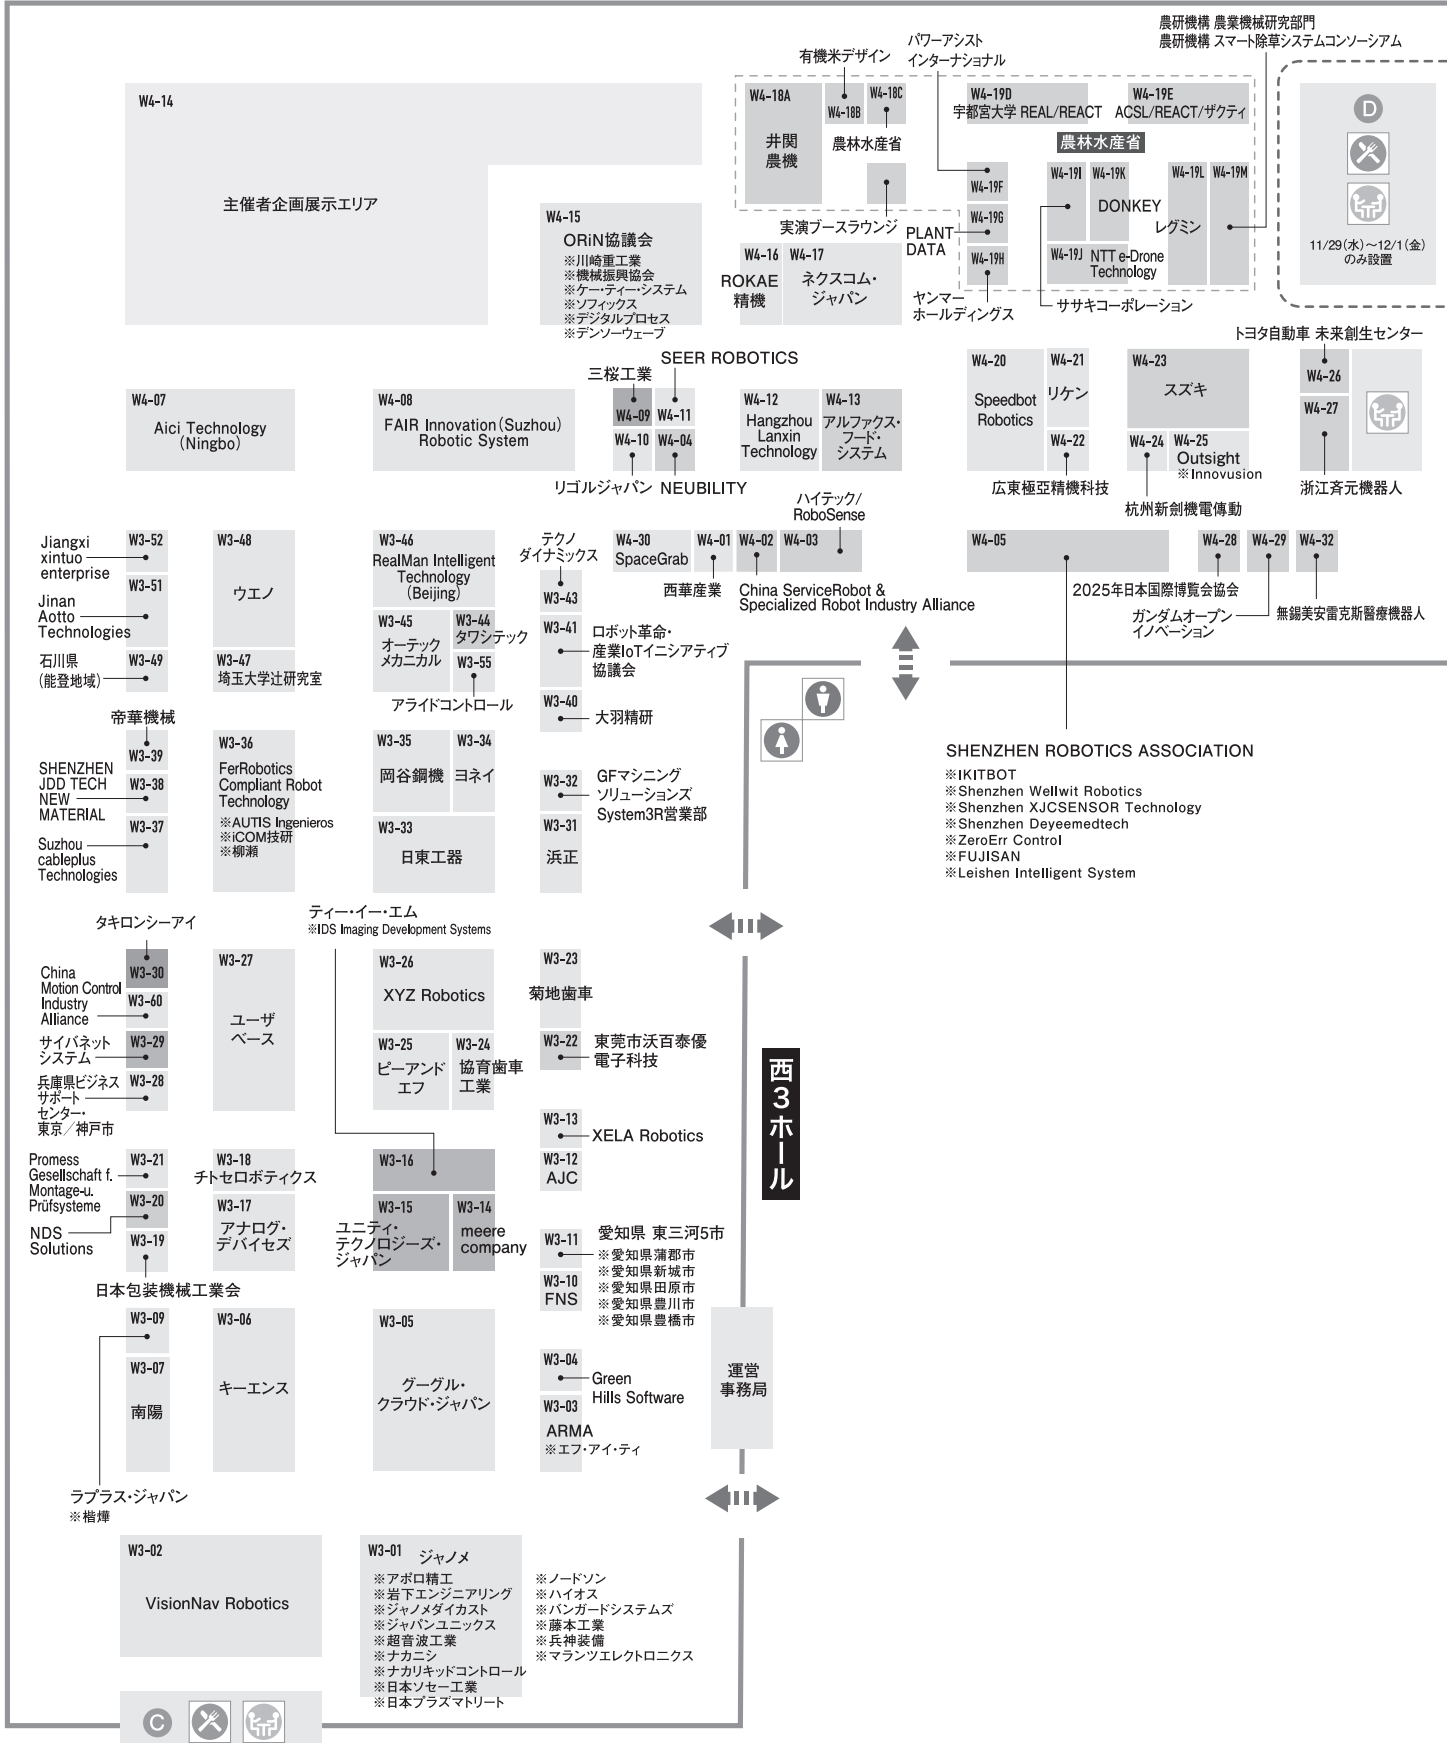 農研機構 農業機械研究部門
農研機構 スマート除草システムコンソーシアム
パワーアシスト
インターナショナル
有機米デザイン
W4-14
主催者企画展示エリア
W4-18A
井関
農機
W4-18B
W4-18C
農林水産省
実演ブースラウンジ
W4-19D
宇都宮大学 REAL/REACT
W4-19E
ACSL/REACT/ザクティ
農林水産省
W4-19F
W4-19G
PLANT
DATA
W4-19H
ヤンマー
ホールディングス
W4-19I
W4-19K
DONKEY
W4-19J
NTT e-Drone
Technology
ササキコーポレーション
W4-19L
レグミン
W4-19M
D
11/29(水)〜12/1(金)
のみ設置
W4-15
ORiN協議会
※川崎重工業
※機械振興協会
※ケー・ティー・システム
※ソフィックス
※デジタルプロセス
※デンソーウェーブ
W4-16
ROKAE
精機
W4-17
ネクスコム・
ジャパン
トヨタ自動車 未来創生センター
SEER ROBOTICS
三桜工業
W4-07
Aici Technology
(Ningbo)
W4-08
FAIR Innovation(Suzhou)
Robotic System
W4-09
W4-11
W4-10
W4-04
リゴルジャパン
NEUBILITY
W4-12
Hangzhou
Lanxin
Technology
W4-13
アルファクス・
フード・
システム
W4-20
Speedbot
Robotics
W4-21
リケン
W4-22
広東極亞精機科技
W4-23
スズキ
W4-24
杭州新劍機電傳動
W4-25
Outsight
※Innovusion
W4-26
W4-27
浙江斉元機器人
Jiangxi
xintuo
enterprise
W3-52
Jinan
Aotto
Technologies
W3-51
石川県
(能登地域)
W3-49
W3-48
ウエノ
W3-47
埼玉大学辻研究室
W3-46
RealMan Intelligent
Technology
(Beijing)
W3-45
オーテック
メカニカル
W3-44
タワシテック
W3-55
アライドコントロール
テクノ
ダイナミックス
W3-43
W3-41
ロボット革命・
産業IoTイニシアティブ
協議会
W3-40
大羽精研
W4-30
SpaceGrab
W4-01
西華産業
W4-02
China ServiceRobot &
Specialized Robot Industry Alliance
ハイテック/
RoboSense
W4-03
W4-05
W4-28
2025年日本国際博覧会協会
W4-29
ガンダムオープン
イノベーション
W4-32
無錫美安雷克斯醫療機器人
SHENZHEN ROBOTICS ASSOCIATION
※IKITBOT
※Shenzhen Wellwit Robotics
※Shenzhen XJCSENSOR Technology
※Shenzhen Deyeemedtech
※ZeroErr Control
※FUJISAN
※Leishen Intelligent System
帝華機械
W3-39
SHENZHEN
JDD TECH
NEW
MATERIAL
W3-38
W3-37
Suzhou
cableplus
Technologies
W3-36
FerRobotics
Compliant Robot
Technology
※AUTIS Ingenieros
※iCOM技研
※柳瀬
W3-35
岡谷鋼機
W3-34
ヨネイ
W3-33
日東工器
W3-32
GFマシニング
ソリューションズ
System3R営業部
W3-31
浜正
タキロンシーアイ
W3-30
China
Motion Control
Industry
Alliance
W3-60
サイバネット
システム
W3-29
兵庫県ビジネス
サポート
センター・
東京／神戸市
W3-28
W3-27
ユーザ
ベース
ティー・イー・エム
※IDS Imaging Development Systems
W3-26
XYZ Robotics
W3-25
ピーアンド
エフ
W3-24
協育歯車
工業
W3-23
菊地歯車
W3-22
東莞市沃百泰優
電子科技
西3ホール
Promess
Gesellschaft f.
Montage-u.
Prüfsysteme
W3-21
W3-20
NDS
Solutions
W3-19
日本包装機械工業会
W3-18
チトセロボティクス
W3-17
アナログ・
デバイセズ
W3-16
W3-15
ユニティ・
テクノロジーズ・
ジャパン
W3-14
meere
company
W3-13
XELA Robotics
W3-12
AJC
W3-11
愛知県 東三河5市
※愛知県蒲郡市
※愛知県新城市
※愛知県田原市
※愛知県豊川市
※愛知県豊橋市
W3-10
FNS
W3-09
W3-07
南陽
ラプラス・ジャパン
※楷燁
W3-06
キーエンス
W3-05
グーグル・
クラウド・ジャパン
W3-04
Green
Hills Software
W3-03
ARMA
※エフ・アイ・ティ
運営
事務局
W3-02
VisionNav Robotics
W3-01
ジャノメ
※アポロ精工
※岩下エンジニアリング
※ジャノメダイカスト
※ジャパンユニックス
※超音波工業
※ナカニシ
※ナカリキッドコントロール
※日本ソセー工業
※日本プラズマトリート
※ノードソン
※ハイオス
※バンガードシステムズ
※藤本工業
※兵神装備
※マランツエレクトロニクス
C